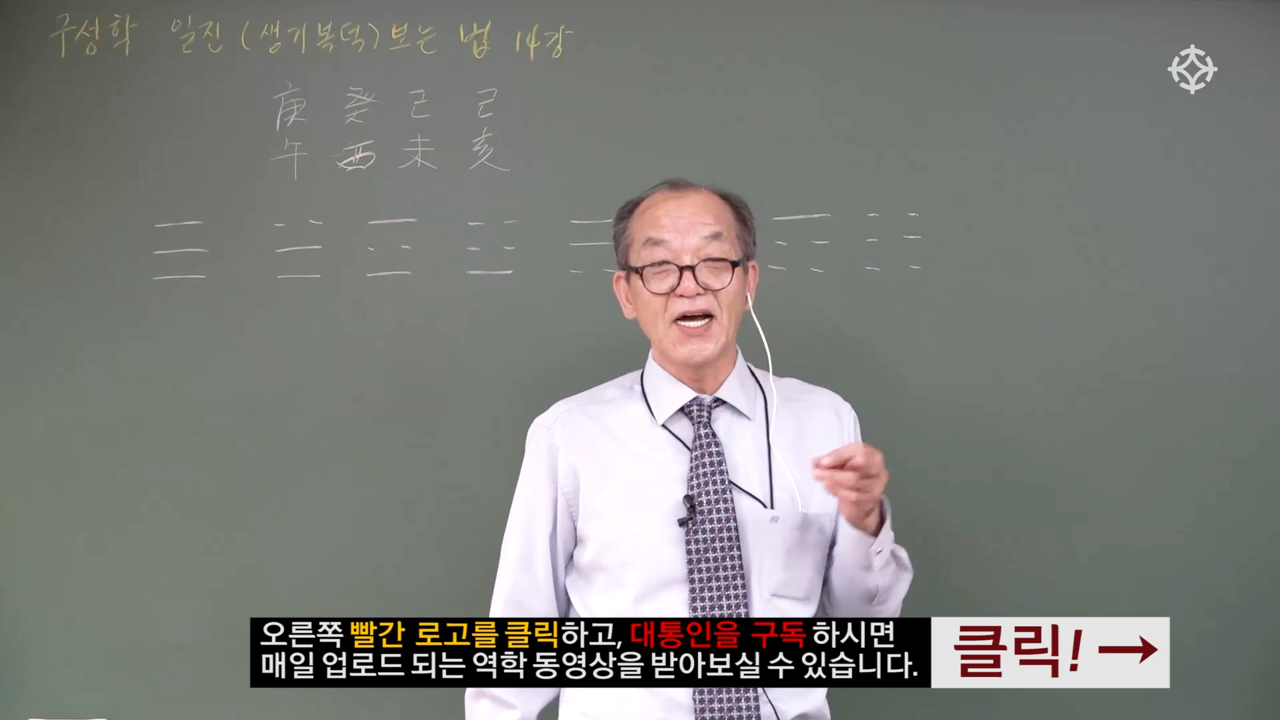 구성학 일진 (생기복덕) 보는 법 14강
庚 癸 己 己
午 酉 未 亥
오른쪽 빨간 로고를 클릭하고, 대통인을 구독 하시면
매일 업로드 되는 역학 동영상을 받아보실 수 있습니다.
클릭!